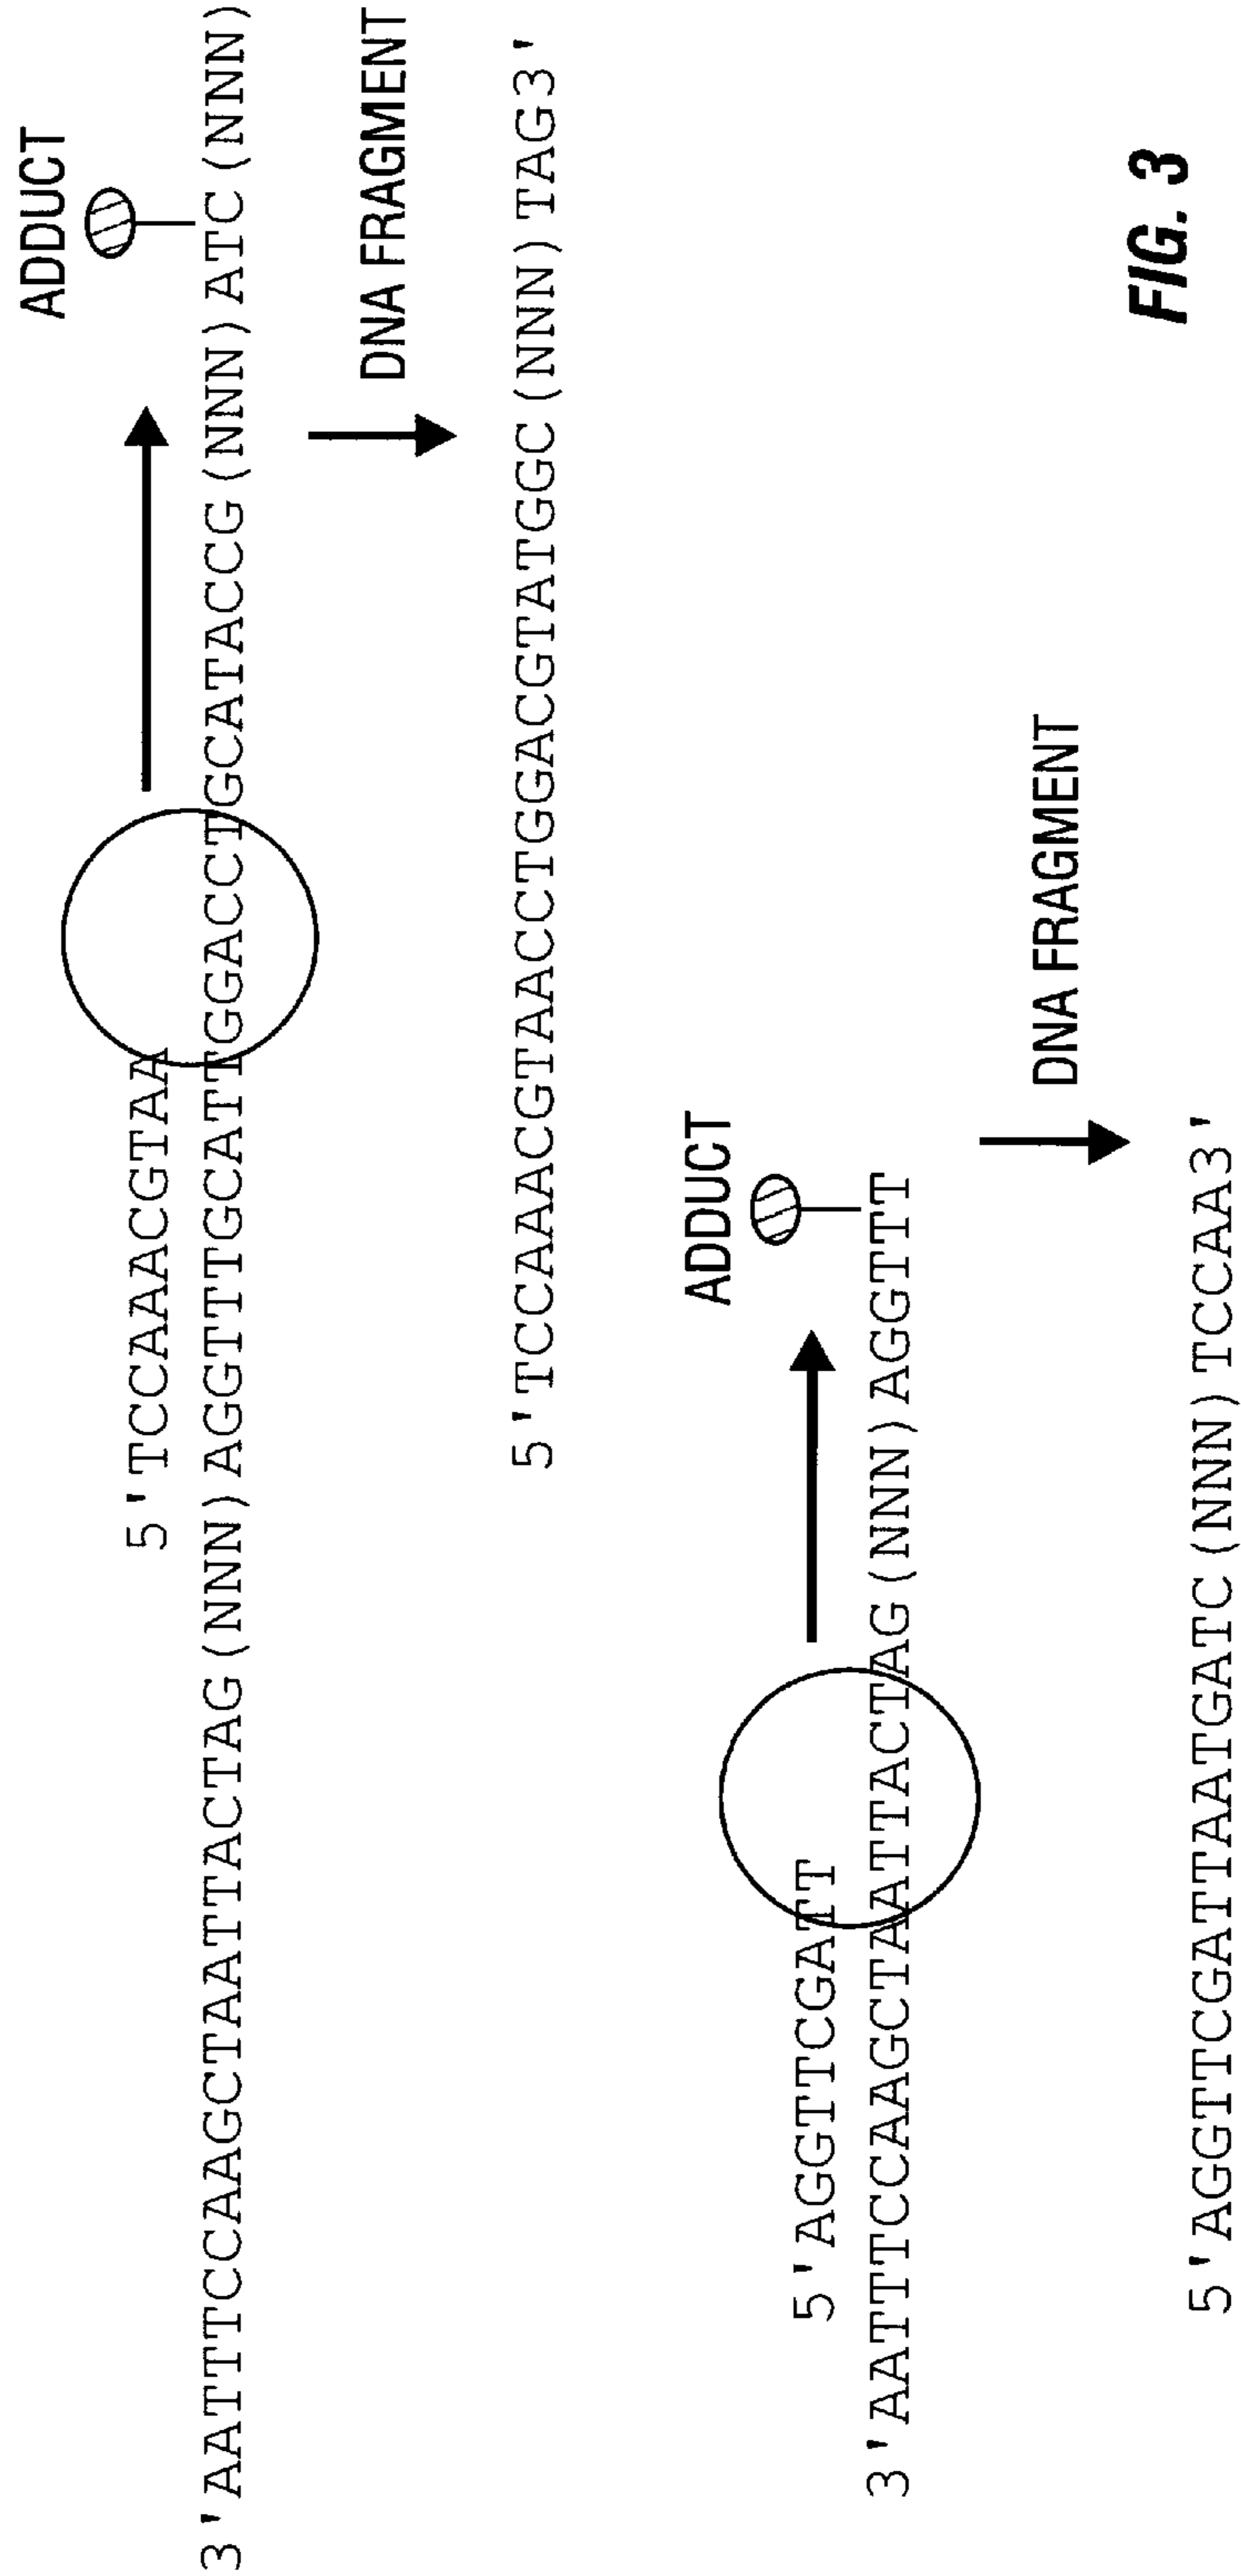 ADDUCT
5'TCCAAACGTAA
3'AATTTCCAAGCTAATTACTAG(NNN)AGGTTTGCATTGGACCTGCATACCG(NNN)ATC(NNN)
DNA FRAGMENT
5'TCCAAACGTAACCTGGACGTATGGC(NNN)TAG3'
ADDUCT
5'AGGTTCGATT
3'AATTTCCAAGCTAATTACTAG(NNN)AGGTTT
DNA FRAGMENT
5'AGGTTCGATTAATGATC(NNN)TCCAA3'
FIG. 3